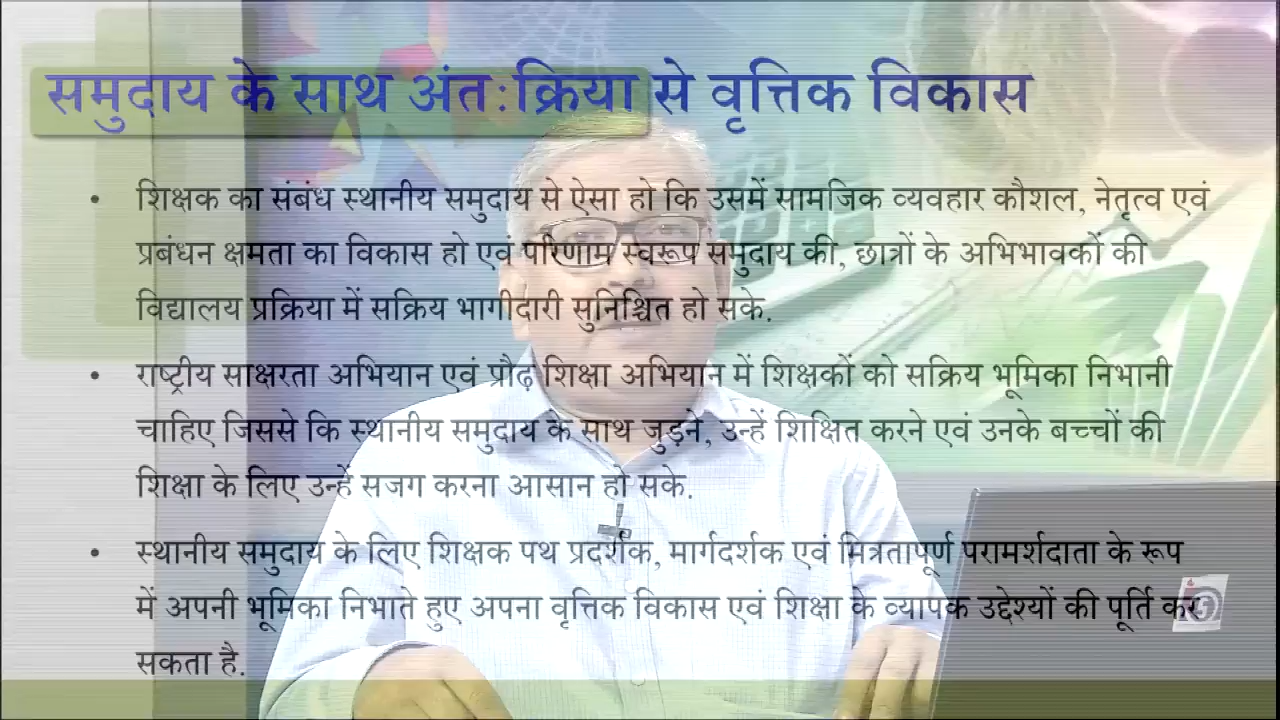 समुदाय के साथ अंत:क्रिया से वृत्तिक विकास
• शिक्षक का संबंध स्थानीय समुदाय से ऐसा हो कि उसमें सामजिक व्यवहार कौशल, नेतृत्व एवं
प्रबंधन क्षमता का विकास हो एवं परिणाम स्वरूप समुदाय की, छात्रों के अभिभावकों की
विद्यालय प्रक्रिया में सक्रिय भागीदारी सुनिश्चित हो सके.
• राष्ट्रीय साक्षरता अभियान एवं प्रौढ़ शिक्षा अभियान में शिक्षकों को सक्रिय भूमिका निभानी
चाहिए जिससे कि स्थानीय समुदाय के साथ जुड़ने, उन्हें शिक्षित करने एवं उनके बच्चों की
शिक्षा के लिए उन्हें सजग करना आसान हो सके.
• स्थानीय समुदाय के लिए शिक्षक पथ प्रदर्शक, मार्गदर्शक एवं मित्रतापूर्ण परामर्शदाता के रूप
में अपनी भूमिका निभाते हुए अपना वृत्तिक विकास एवं शिक्षा के व्यापक उद्देश्यों की पूर्ति कर
सकता है.